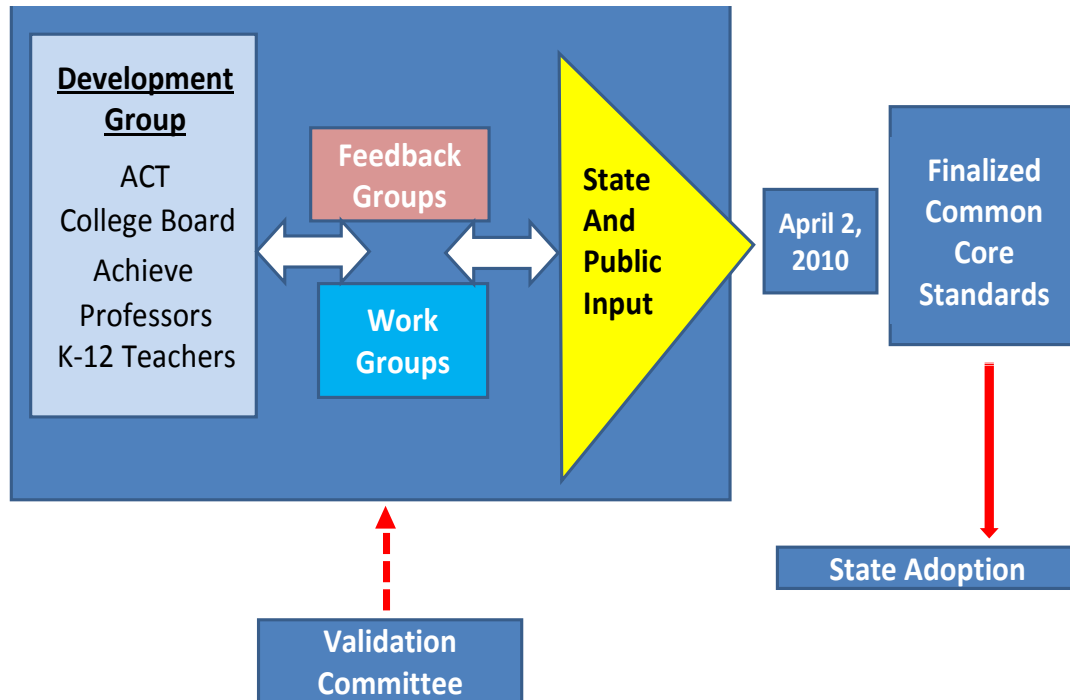 Development
Group
ACT
College Board
Achieve
Professors
K-12 Teachers
Feedback
Groups
Work
Groups
State
And
Public
Input
April 2,
2010
Finalized
Common
Core
Standards
State Adoption
Validation
Committee